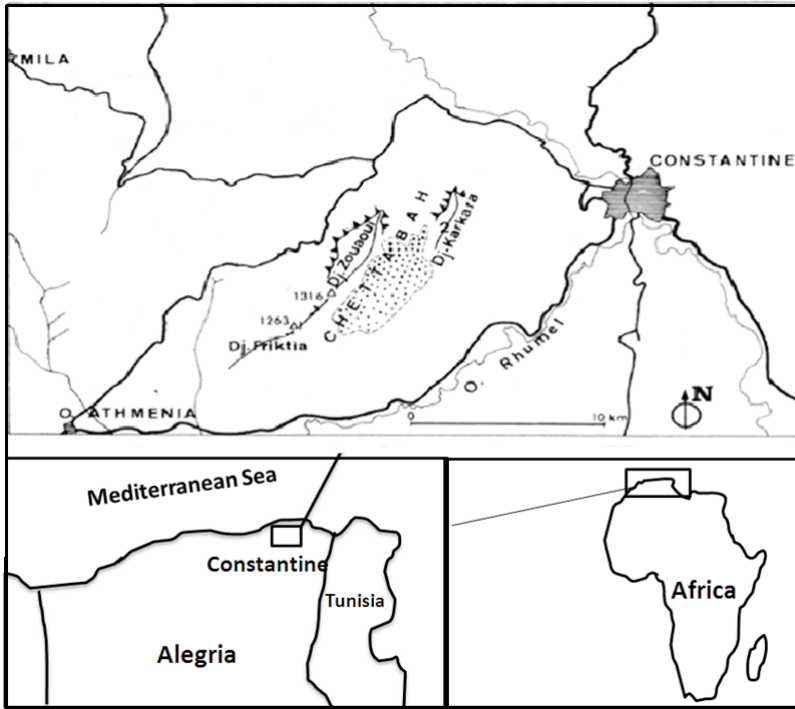 MILA
CONSTANTINE
CHETTABAH
Dj. Zouaoui
Dj-Karkara
1316
1263
Dj. Friktia
O. Rhumel
O. ATHMENIA
0
10 km
N
Mediterranean Sea
Constantine
Tunisia
Alegria
Africa